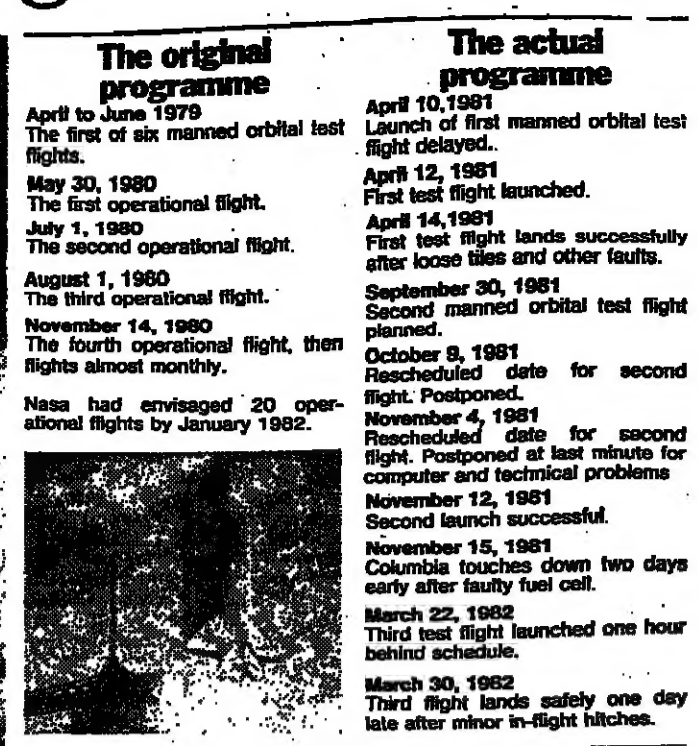 The original
programme
April to June 1979
The first of six manned orbital test
flights.
May 30, 1980
The first operational flight.
July 1, 1980
The second operational flight.
August 1, 1980
The third operational flight.
November 14, 1980
The fourth operational flight, then
flights almost monthly.
Nasa had envisaged 20 oper-
ational flights by January 1982.
The actual
programme
April 10,1981
Launch of first manned orbital test
flight delayed..
April 12, 1981
First test flight launched.
April 14,1981
First test flight lands successfully
after loose tiles and other faults.
September 30, 1981
Second manned orbital test flight
planned.
October 9, 1981
Rescheduled date for second
flight. Postponed.
November 4, 1981
Rescheduled date for second
flight. Postponed at last minute for
computer and technical problems
November 12, 1981
Second launch successful.
November 15, 1981
Columbia touches down two days
early after faulty fuel cell.
March 22, 1982
Third test flight launched one hour
behind schedule.
March 30, 1982
Third flight lands safely one day
late after minor in-flight hitches.